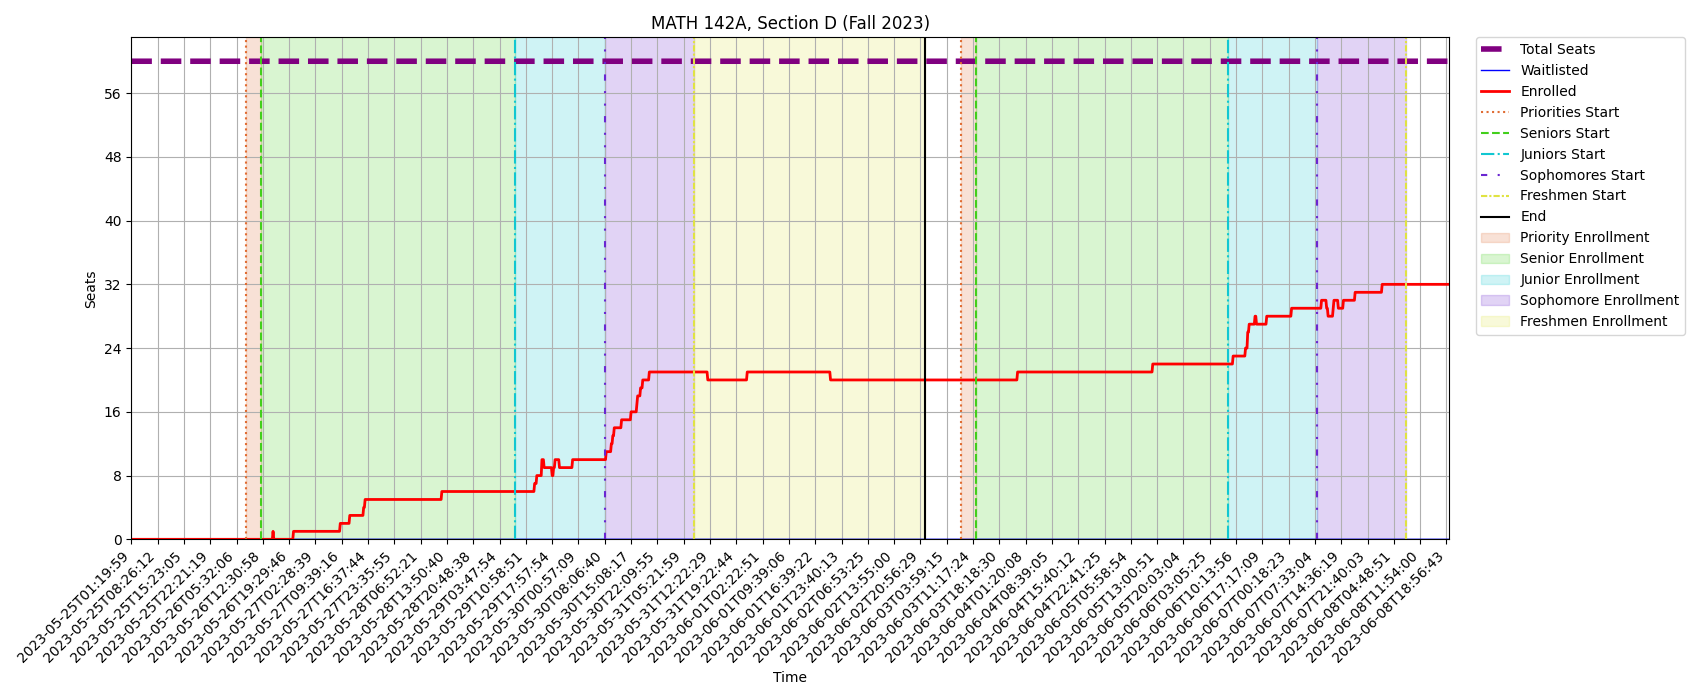 MATH 142A, Section D (Fall 2023)
Seats
56
48
40
32
24
16
8
0
2023-05-25T01:19:59
2023-05-25T08:26:12
2023-05-25T15:23:05
2023-05-25T22:21:19
2023-05-26T05:32:06
2023-05-26T12:30:58
2023-05-26T19:29:46
2023-05-27T02:28:39
2023-05-27T09:39:16
2023-05-27T16:37:44
2023-05-27T23:35:55
2023-05-28T06:52:21
2023-05-28T13:50:40
2023-05-28T20:48:38
2023-05-29T03:47:54
2023-05-29T10:58:51
2023-05-29T17:57:54
2023-05-30T00:57:09
2023-05-30T08:06:40
2023-05-30T15:08:17
2023-05-30T22:09:55
2023-05-31T05:21:59
2023-05-31T12:22:29
2023-05-31T19:22:44
2023-06-01T02:22:51
2023-06-01T09:39:06
2023-06-01T16:39:22
2023-06-01T23:40:13
2023-06-02T06:53:25
2023-06-02T13:55:00
2023-06-02T20:56:29
2023-06-03T03:59:15
2023-06-03T11:17:24
2023-06-03T18:18:30
2023-06-04T01:20:08
2023-06-04T08:39:05
2023-06-04T15:40:12
2023-06-04T22:41:25
2023-06-05T05:58:54
2023-06-05T13:00:51
2023-06-05T20:03:04
2023-06-06T03:05:25
2023-06-06T10:13:56
2023-06-06T17:17:09
2023-06-07T00:18:23
2023-06-07T07:33:04
2023-06-07T14:36:19
2023-06-07T21:40:03
2023-06-08T04:48:51
2023-06-08T11:54:00
2023-06-08T18:56:43
Time
Total Seats
Waitlisted
Enrolled
Priorities Start
Seniors Start
Juniors Start
Sophomores Start
Freshmen Start
End
Priority Enrollment
Senior Enrollment
Junior Enrollment
Sophomore Enrollment
Freshmen Enrollment